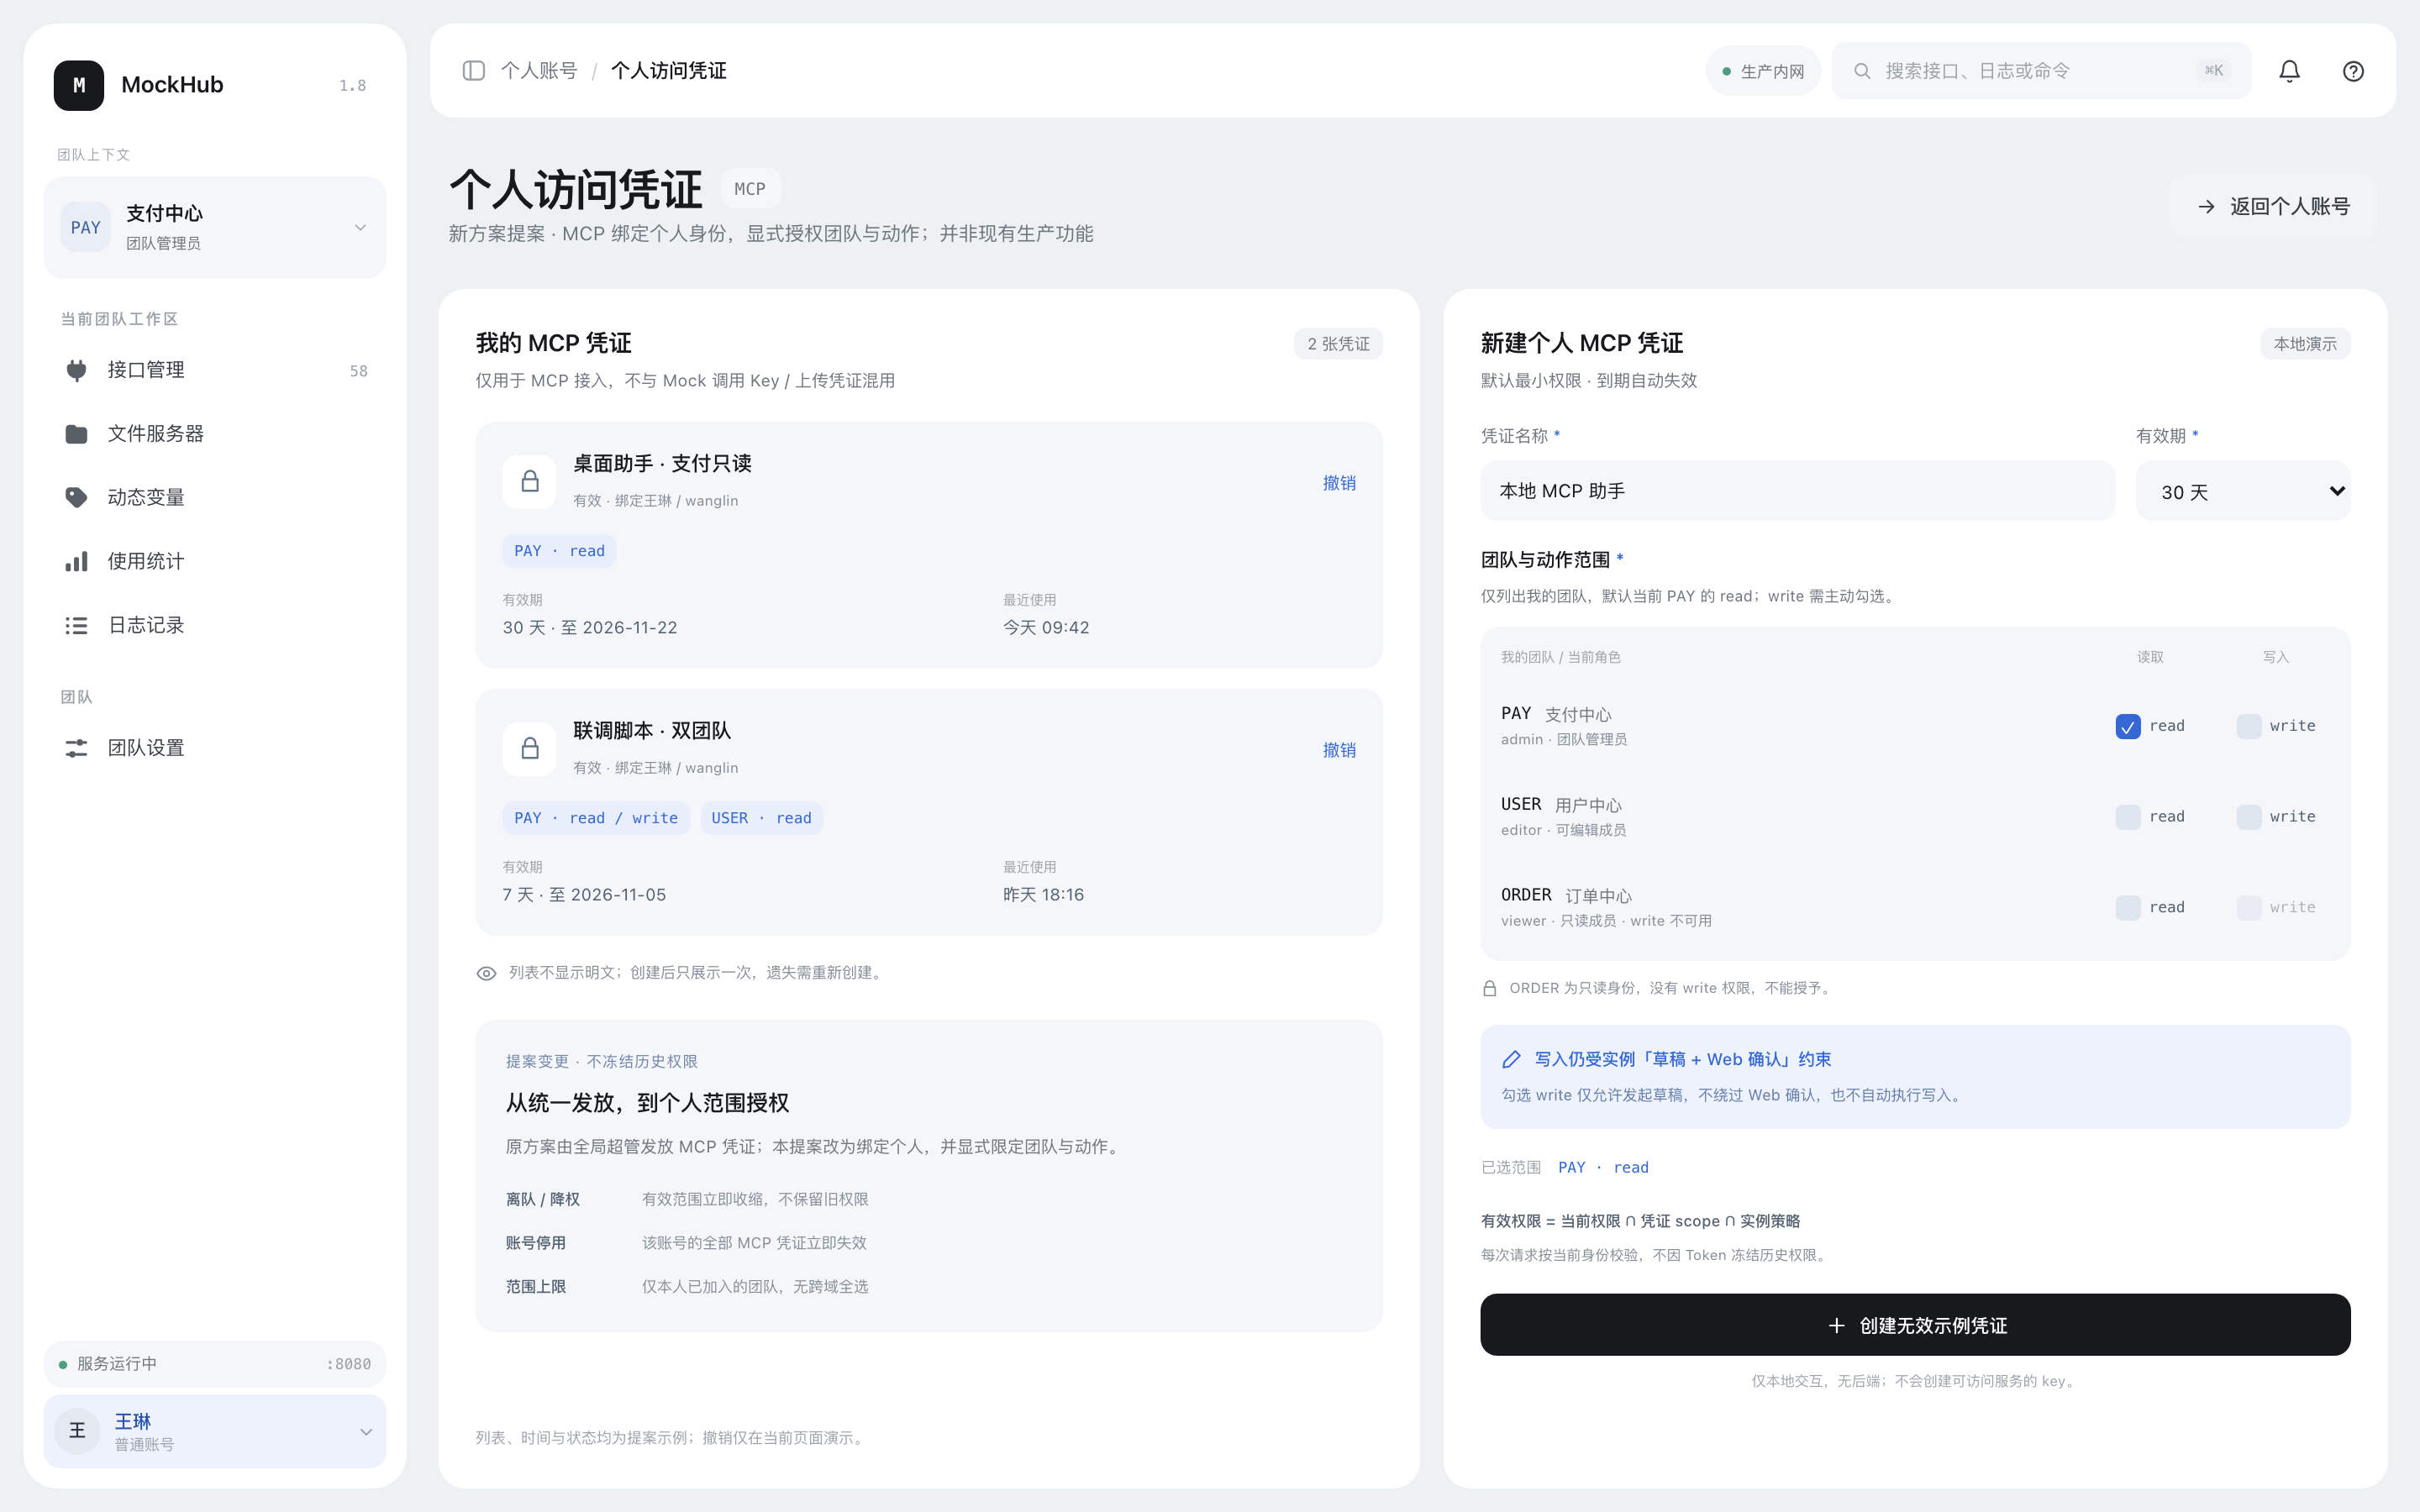 M MockHub 1.8
团队上下文
PAY 支付中心
团队管理员
当前团队工作区
接口管理 58
文件服务器
动态变量
使用统计
日志记录
团队
团队设置
服务运行中 :8080
王 王琳
普通账号
个人账号 / 个人访问凭证
生产内网
搜索接口、日志或命令 ⌘K
个人访问凭证 MCP
新方案提案 · MCP 绑定个人身份，显式授权团队与动作；并非现有生产功能
→ 返回个人账号
我的 MCP 凭证 2 张凭证
仅用于 MCP 接入，不与 Mock 调用 Key / 上传凭证混用
桌面助手 · 支付只读
有效 · 绑定王琳 / wanglin
撤销
PAY · read
有效期 最近使用
30 天 · 至 2026-11-22 今天 09:42
联调脚本 · 双团队
有效 · 绑定王琳 / wanglin
撤销
PAY · read / write USER · read
有效期 最近使用
7 天 · 至 2026-11-05 昨天 18:16
列表不显示明文；创建后只展示一次，遗失需重新创建。
提案变更 · 不冻结历史权限
从统一发放，到个人范围授权
原方案由全局超管发放 MCP 凭证；本提案改为绑定个人，并显式限定团队与动作。
离队 / 降权 有效范围立即收缩，不保留旧权限
账号停用 该账号的全部 MCP 凭证立即失效
范围上限 仅本人已加入的团队，无跨域全选
列表、时间与状态均为提案示例；撤销仅在当前页面演示。
新建个人 MCP 凭证 本地演示
默认最小权限 · 到期自动失效
凭证名称 * 有效期 *
本地 MCP 助手 30 天
团队与动作范围 *
仅列出我的团队，默认当前 PAY 的 read；write 需主动勾选。
我的团队 / 当前角色 读取 写入
PAY 支付中心
admin · 团队管理员
read write
USER 用户中心
editor · 可编辑成员
read write
ORDER 订单中心
viewer · 只读成员 · write 不可用
read write
ORDER 为只读身份，没有 write 权限，不能授予。
写入仍受实例「草稿 + Web 确认」约束
勾选 write 仅允许发起草稿，不绕过 Web 确认，也不自动执行写入。
已选范围 PAY · read
有效权限 = 当前权限 ∩ 凭证 scope ∩ 实例策略
每次请求按当前身份校验，不因 Token 冻结历史权限。
+ 创建无效示例凭证
仅本地交互，无后端；不会创建可访问服务的 key。